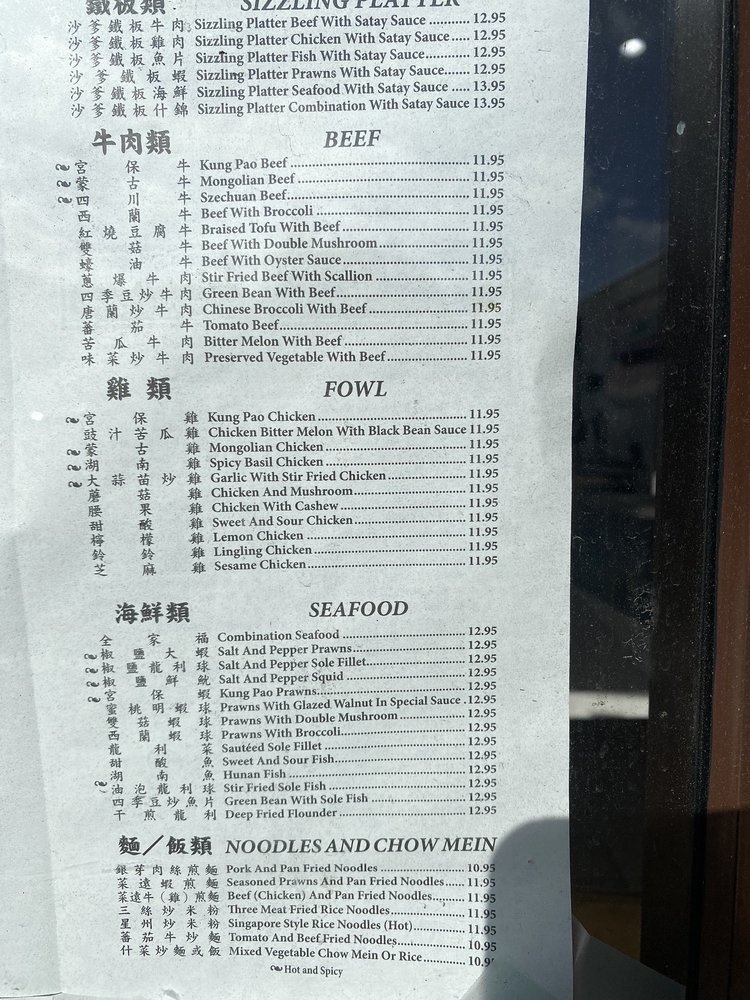 鐵板類 SIZZLING PLATTER
沙爹鐵板牛肉 Sizzling Platter Beef With Satay Sauce ........... 12.95
沙爹鐵板雞肉 Sizzling Platter Chicken With Satay Sauce .... 12.95
沙爹鐵板魚片 Sizzling Platter Fish With Satay Sauce............ 12.95
沙爹鐵板蝦 Sizzling Platter Prawns With Satay Sauce....... 12.95
沙爹鐵板海鮮 Sizzling Platter Seafood With Satay Sauce ..... 13.95
沙爹鐵板什錦 Sizzling Platter Combination With Satay Sauce 13.95
牛肉類 BEEF
宮保牛 Kung Pao Beef ........ 11.95
蒙古牛 Mongolian Beef ........ 11.95
四川牛 Szechuan Beef........ 11.95
西蘭牛 Beef With Broccoli ........ 11.95
紅燒豆腐牛 Braised Tofu With Beef ........ 11.95
雙菇牛 Beef With Double Mushroom........ 11.95
蠔油牛 Beef With Oyster Sauce........ 11.95
蔥爆牛肉 Stir Fried Beef With Scallion ........ 11.95
四季豆炒牛肉 Green Bean With Beef........ 11.95
唐蘭炒牛肉 Chinese Broccoli With Beef ........ 11.95
蕃茄牛 Tomato Beef........ 11.95
苦瓜牛肉 Bitter Melon With Beef ........ 11.95
味菜炒牛肉 Preserved Vegetable With Beef........ 11.95
雞類 FOWL
宮保雞 Kung Pao Chicken ........ 11.95
豉汁苦瓜雞 Chicken Bitter Melon With Black Bean Sauce 11.95
蒙古雞 Mongolian Chicken ........ 11.95
湖南雞 Spicy Basil Chicken ........ 11.95
大蒜苗炒雞 Garlic With Stir Fried Chicken ........ 11.95
蘑菇雞 Chicken And Mushroom........ 11.95
腰果雞 Chicken With Cashew ........ 11.95
甜酸雞 Sweet And Sour Chicken........ 11.95
檸檬雞 Lemon Chicken ........ 11.95
鈴鈴雞 Lingling Chicken ........ 11.95
芝麻雞 Sesame Chicken........ 11.95
海鮮類 SEAFOOD
全家福 Combination Seafood ........ 12.95
椒鹽大蝦 Salt And Pepper Prawns........ 12.95
椒鹽龍利球 Salt And Pepper Sole Fillet........ 12.95
椒鹽鮮魷 Salt And Pepper Squid ........ 12.95
宮保蝦 Kung Pao Prawns........ 12.95
蜜桃明蝦球 Prawns With Glazed Walnut In Special Sauce .12.95
雙菇蝦球 Prawns With Double Mushroom ........ 12.95
西蘭蝦球 Prawns With Broccoli........ 12.95
龍利菜 Sautéed Sole Fillet ........ 12.95
甜酸魚 Sweet And Sour Fish........ 12.95
湖南魚 Hunan Fish ........ 12.95
油泡龍利球 Stir Fried Sole Fish ........ 12.95
四季豆炒魚片 Green Bean With Sole Fish ........ 12.95
干煎龍利 Deep Fried Flounder ........ 12.95
麵／飯類 NOODLES AND CHOW MEIN
銀芽肉絲煎麵 Pork And Pan Fried Noodles ........ 10.95
菜遠蝦煎麵 Seasoned Prawns And Pan Fried Noodles...... 11.95
菜遠牛(雞)煎麵 Beef (Chicken) And Pan Fried Noodles........ 11.95
三絲炒米粉 Three Meat Fried Rice Noodles........ 11.95
星州炒米粉 Singapore Style Rice Noodles (Hot)........ 11.95
蕃茄牛炒麵 Tomato And Beef Fried Noodles........ 10.95
什菜炒麵或飯 Mixed Vegetable Chow Mein Or Rice........ 10.9
Hot and Spicy